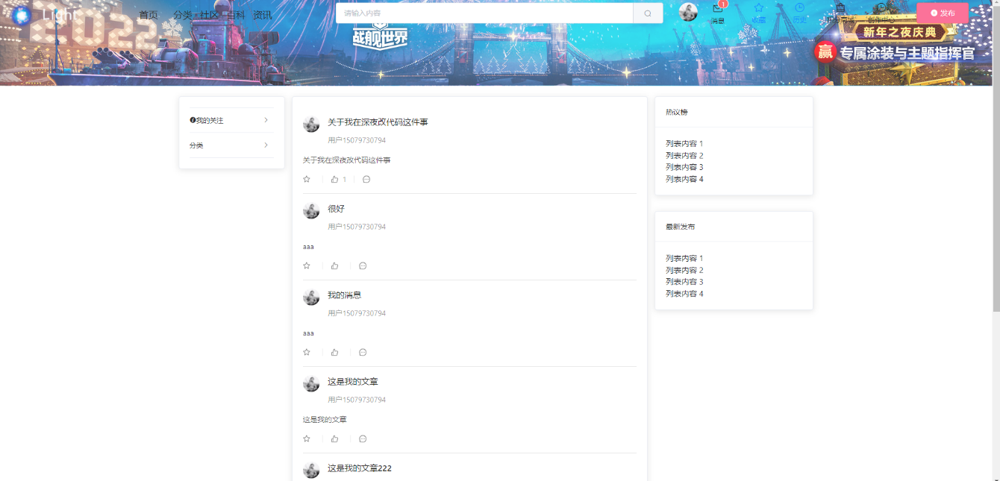 Light
首页 分类 社区 百科 资讯
请输入内容
1
消息
收藏
历史
创作中心
发布
2022
战舰世界
新年之夜庆典
赢 专属涂装与主题指挥官
我的关注
分类
关于我在深夜改代码这件事
用户15079730794
关于我在深夜改代码这件事
1
很好
用户15079730794
aaa
我的消息
用户15079730794
aaa
这是我的文章
用户15079730794
这是我的文章
这是我的文章222
热议榜
列表内容 1
列表内容 2
列表内容 3
列表内容 4
最新发布
列表内容 1
列表内容 2
列表内容 3
列表内容 4